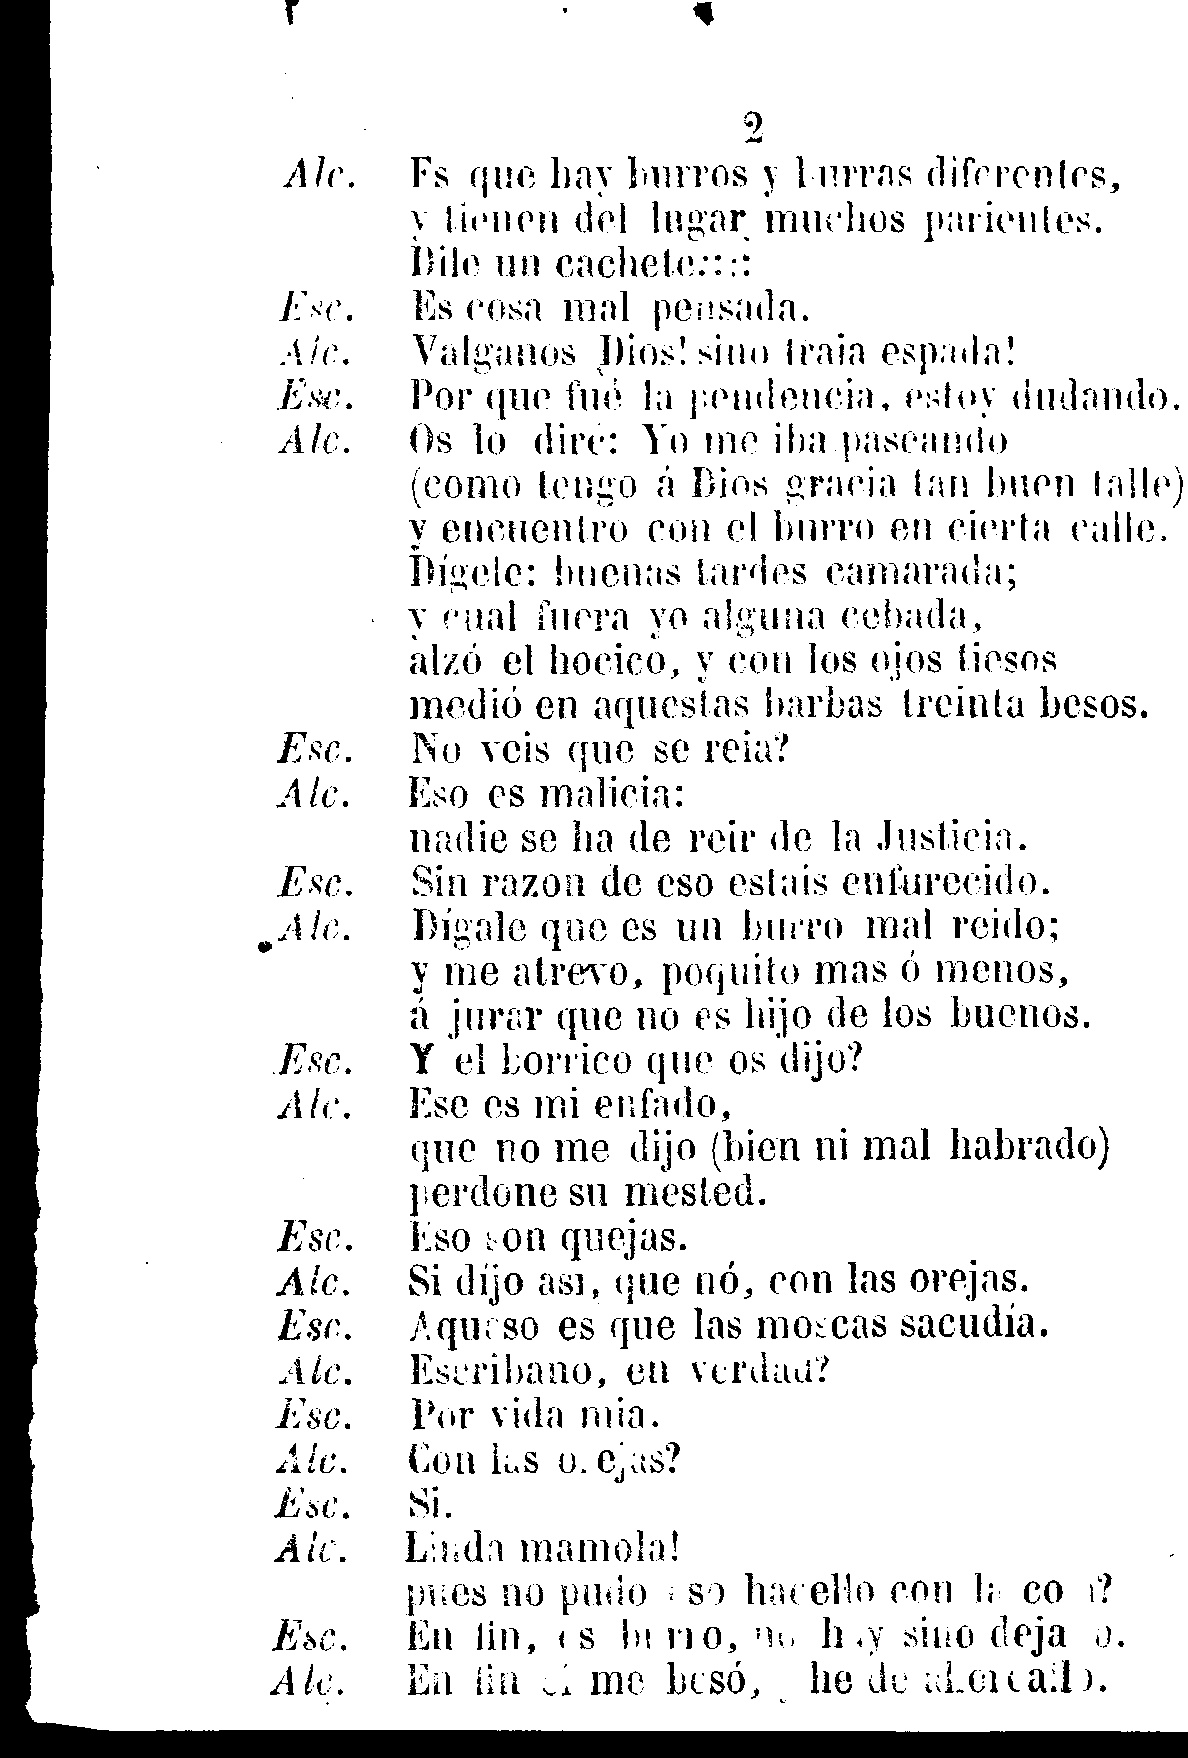 2
Alc. Es que hay burros y burras diferentes,
y tienen del lugar muchos parientes.
Dile un cachete::::
Esc. Es cosa mal pensada.
Alc. Valganos Dios! sino traia espada!
Esc. Por que fué la pendencia, estoy dudando.
Alc. Os lo diré: Yo me iba paseando
(como tengo á Dios gracia tan buen talle)
y encuentro con el burro en cierta calle.
Dígele: buenas tardes camarada;
y cual fuera yo alguna cebada,
alzó el hocico, y con los ojos tiesos
medió en aquestas barbas treinta besos.
Esc. No veis que se reia?
Alc. Eso es malicia:
nadie se ha de reir de la Justicia.
Esc. Sin razon de eso estais enfurecido.
Alc. Dígale que es un burro mal reido;
y me atrevo, poquito mas ó menos,
á jurar que no es hijo de los buenos.
Esc. Y el borrico que os dijo?
Alc. Ese es mi enfado,
que no me dijo (bien ni mal habrado)
perdone su mested.
Esc. Eso son quejas.
Alc. Si díjo asi, que nó, con las orejas.
Esc. Aqueso es que las moscas sacudía.
Alc. Escribano, en verdad?
Esc. Por vida mia.
Alc. Con las orejas?
Esc. Si.
Alc. Linda mamola!
pues no pudo eso hacello con la cola?
Esc. En fin, es burro, no hay sino dejallo.
Alc. En fin él me besó, he de ahorcallo.